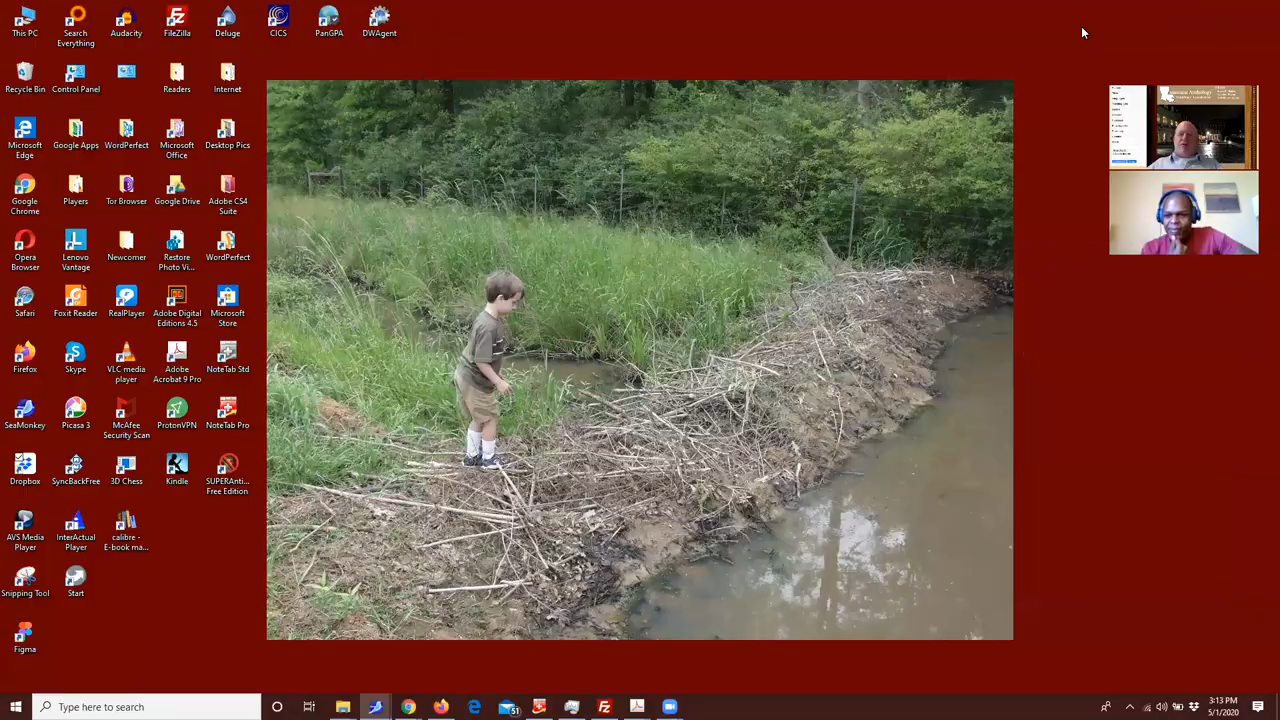 This PC
Search
Everything
Audacity
FileZilla
Deluge
CICS
PanGPA
DWAgent
Recycle Bin
Control Panel
Readers
Internet
Microsoft
Edge
Google Apps
WordPerfect
Microsoft
Office
Desktop Pics
Google
Chrome
Players
Tor Browser
Google Drive
Adobe CS4
Suite
Opera
Browser
Lenovo
Vantage
Newcomer
Restore
Photo Vi...
WordPerfect
Safari
Foxit Reader
RealPlayer
Adobe Digital
Editions 4.5
Microsoft
Store
Firefox
Skype
VLC media
player
Adobe
Acrobat 9 Pro
NoteTab Std
SeaMonkey
Picasa 3
McAfee
Security Scan
ProtonVPN
NoteTab Pro
Dropbox
SyncBackFree
3D Chess
Kindle
SUPERAnti...
Free Edition
AVS Media
Player
InterActual
Player
calibre -
E-book ma...
Snipping Tool
Start
Figma
Type here to search
51
3:13 PM
5/1/2020